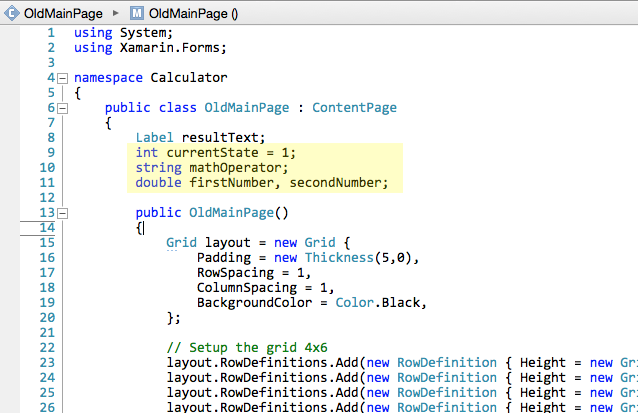 OldMainPage ▸ OldMainPage ()
1 using System;
2 using Xamarin.Forms;
3
4 namespace Calculator
5 {
6 public class OldMainPage : ContentPage
7 {
8 Label resultText;
9 int currentState = 1;
10 string mathOperator;
11 double firstNumber, secondNumber;
12
13 public OldMainPage()
14 {
15 Grid layout = new Grid {
16 Padding = new Thickness(5,0),
17 RowSpacing = 1,
18 ColumnSpacing = 1,
19 BackgroundColor = Color.Black,
20 };
21
22 // Setup the grid 4x6
23 layout.RowDefinitions.Add(new RowDefinition { Height = new Gri
24 layout.RowDefinitions.Add(new RowDefinition { Height = new Gri
25 layout.RowDefinitions.Add(new RowDefinition { Height = new Gri
26 layout.RowDefinitions.Add(new RowDefinition { Height = new Gri